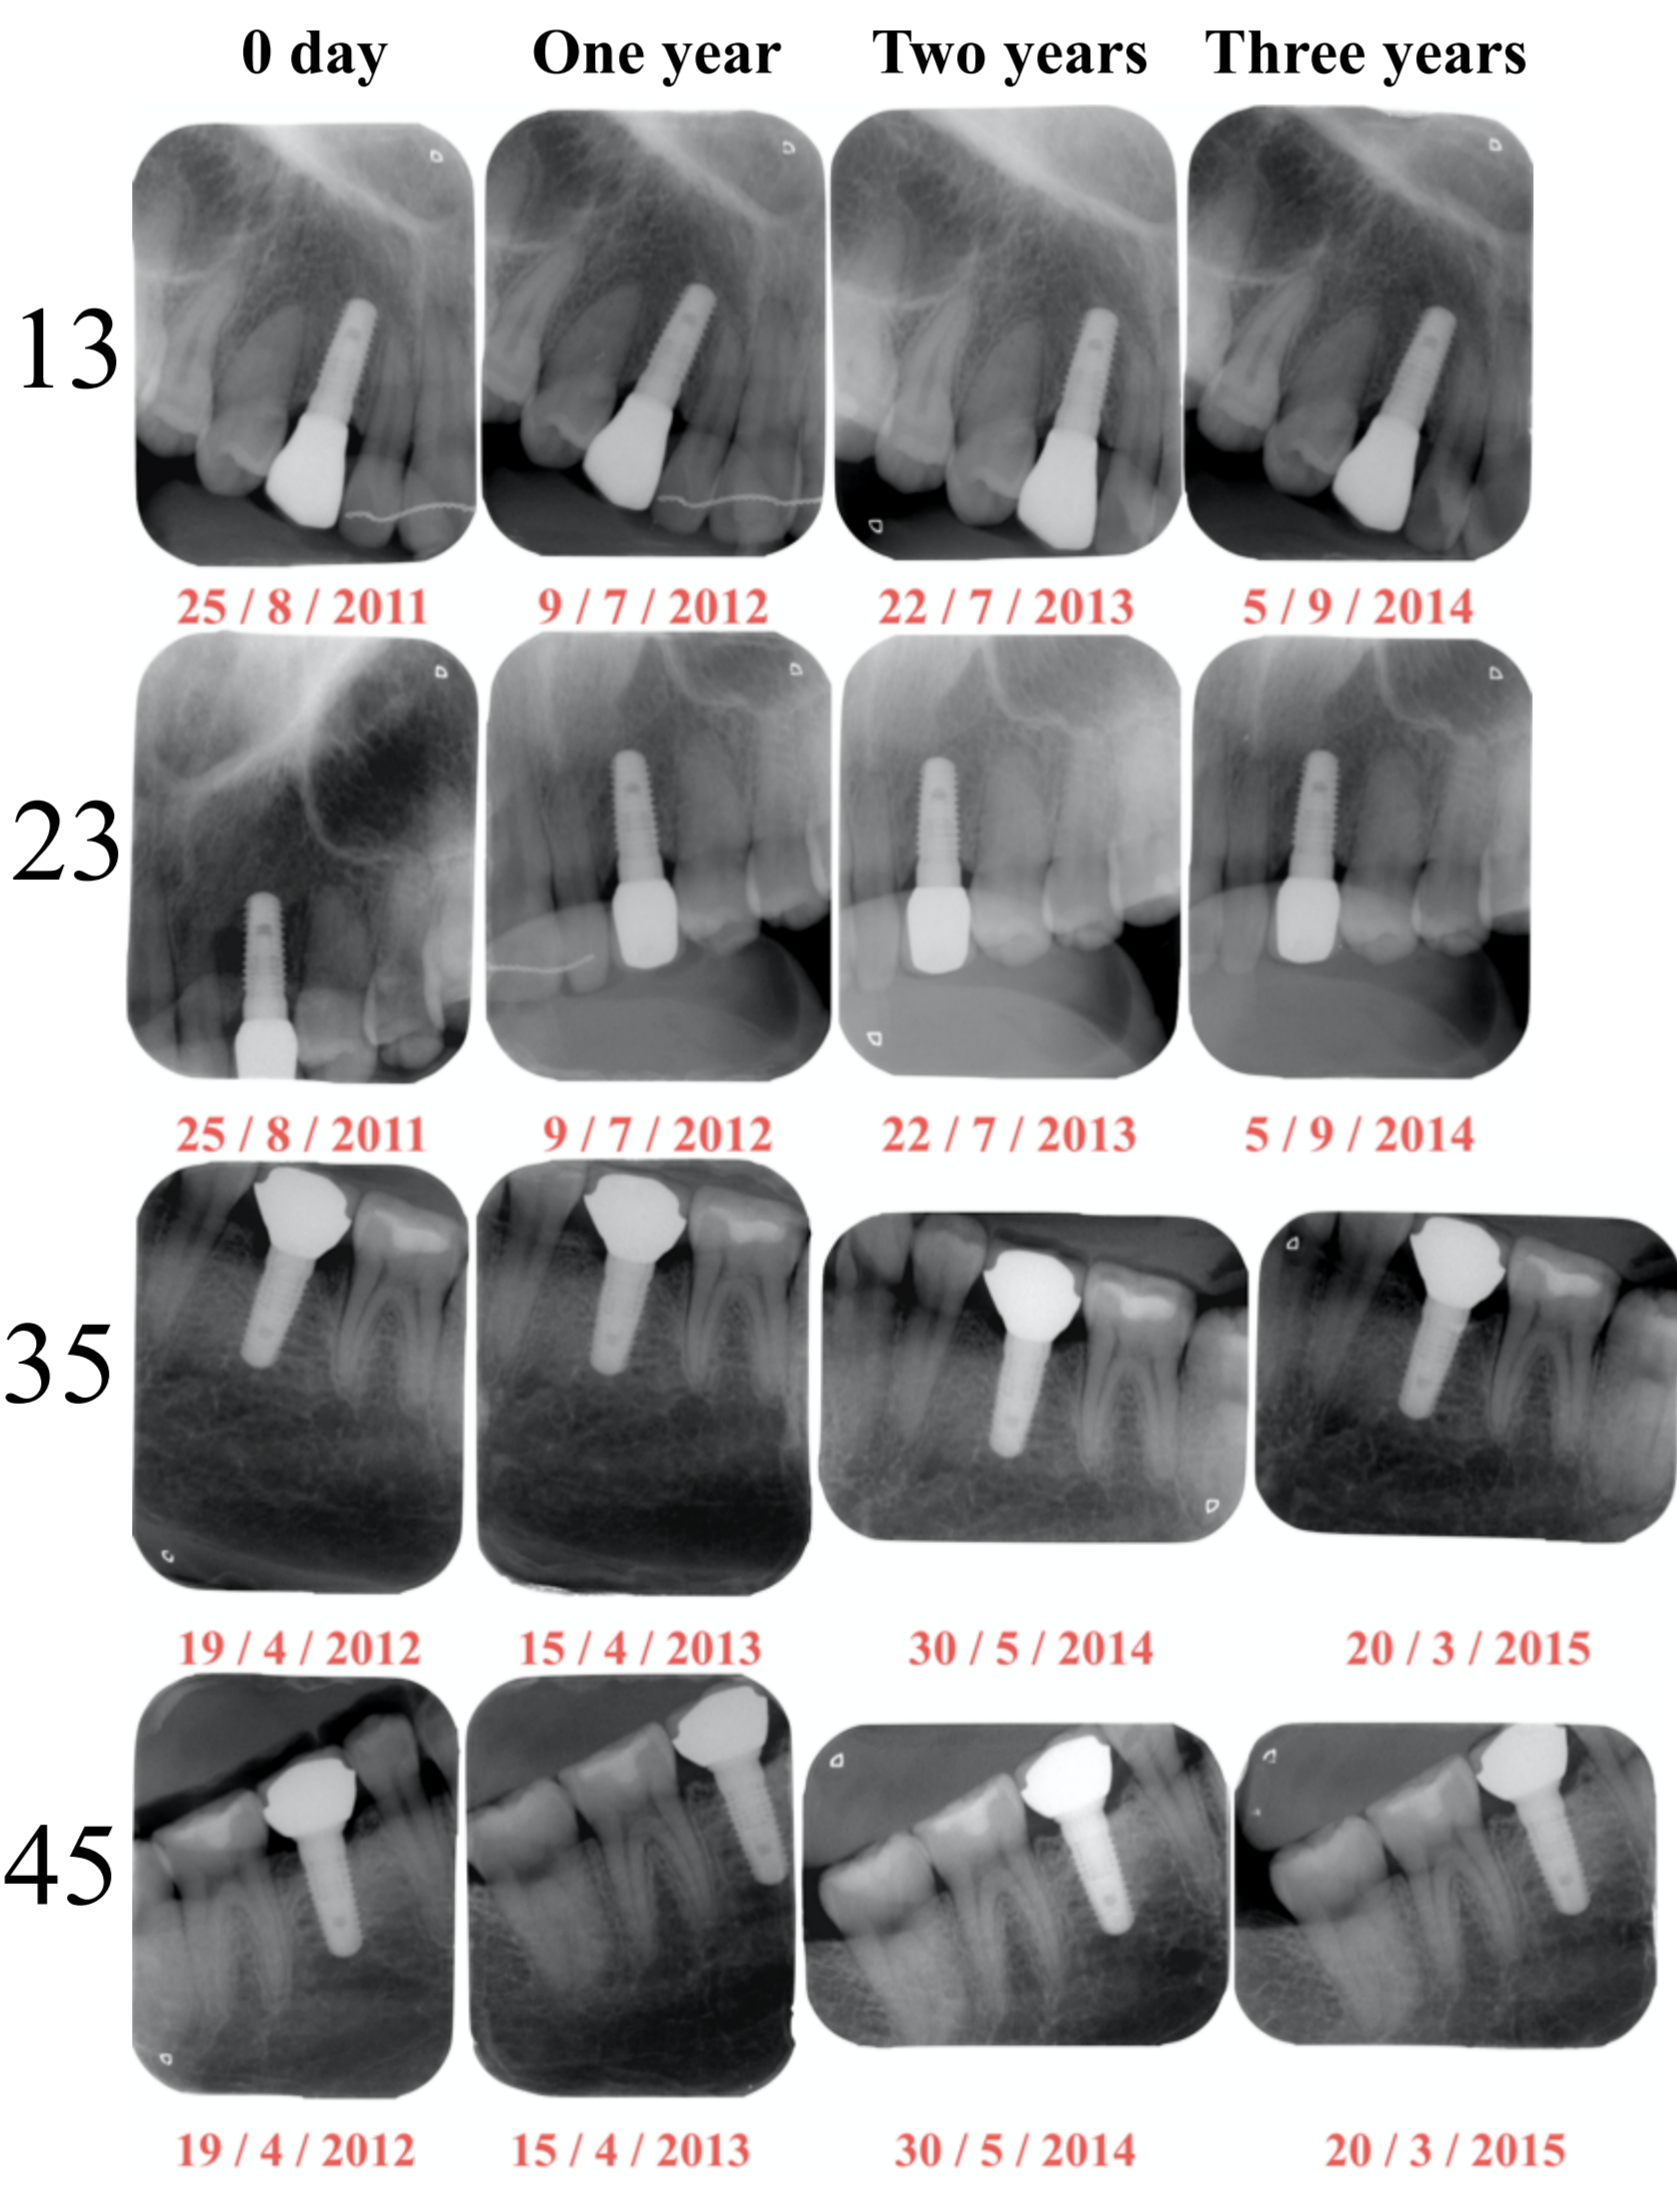 0 day One year Two years Three years
13
25 / 8 / 2011 9 / 7 / 2012 22 / 7 / 2013 5 / 9 / 2014
23
25 / 8 / 2011 9 / 7 / 2012 22 / 7 / 2013 5 / 9 / 2014
35
19 / 4 / 2012 15 / 4 / 2013 30 / 5 / 2014 20 / 3 / 2015
45
19 / 4 / 2012 15 / 4 / 2013 30 / 5 / 2014 20 / 3 / 2015